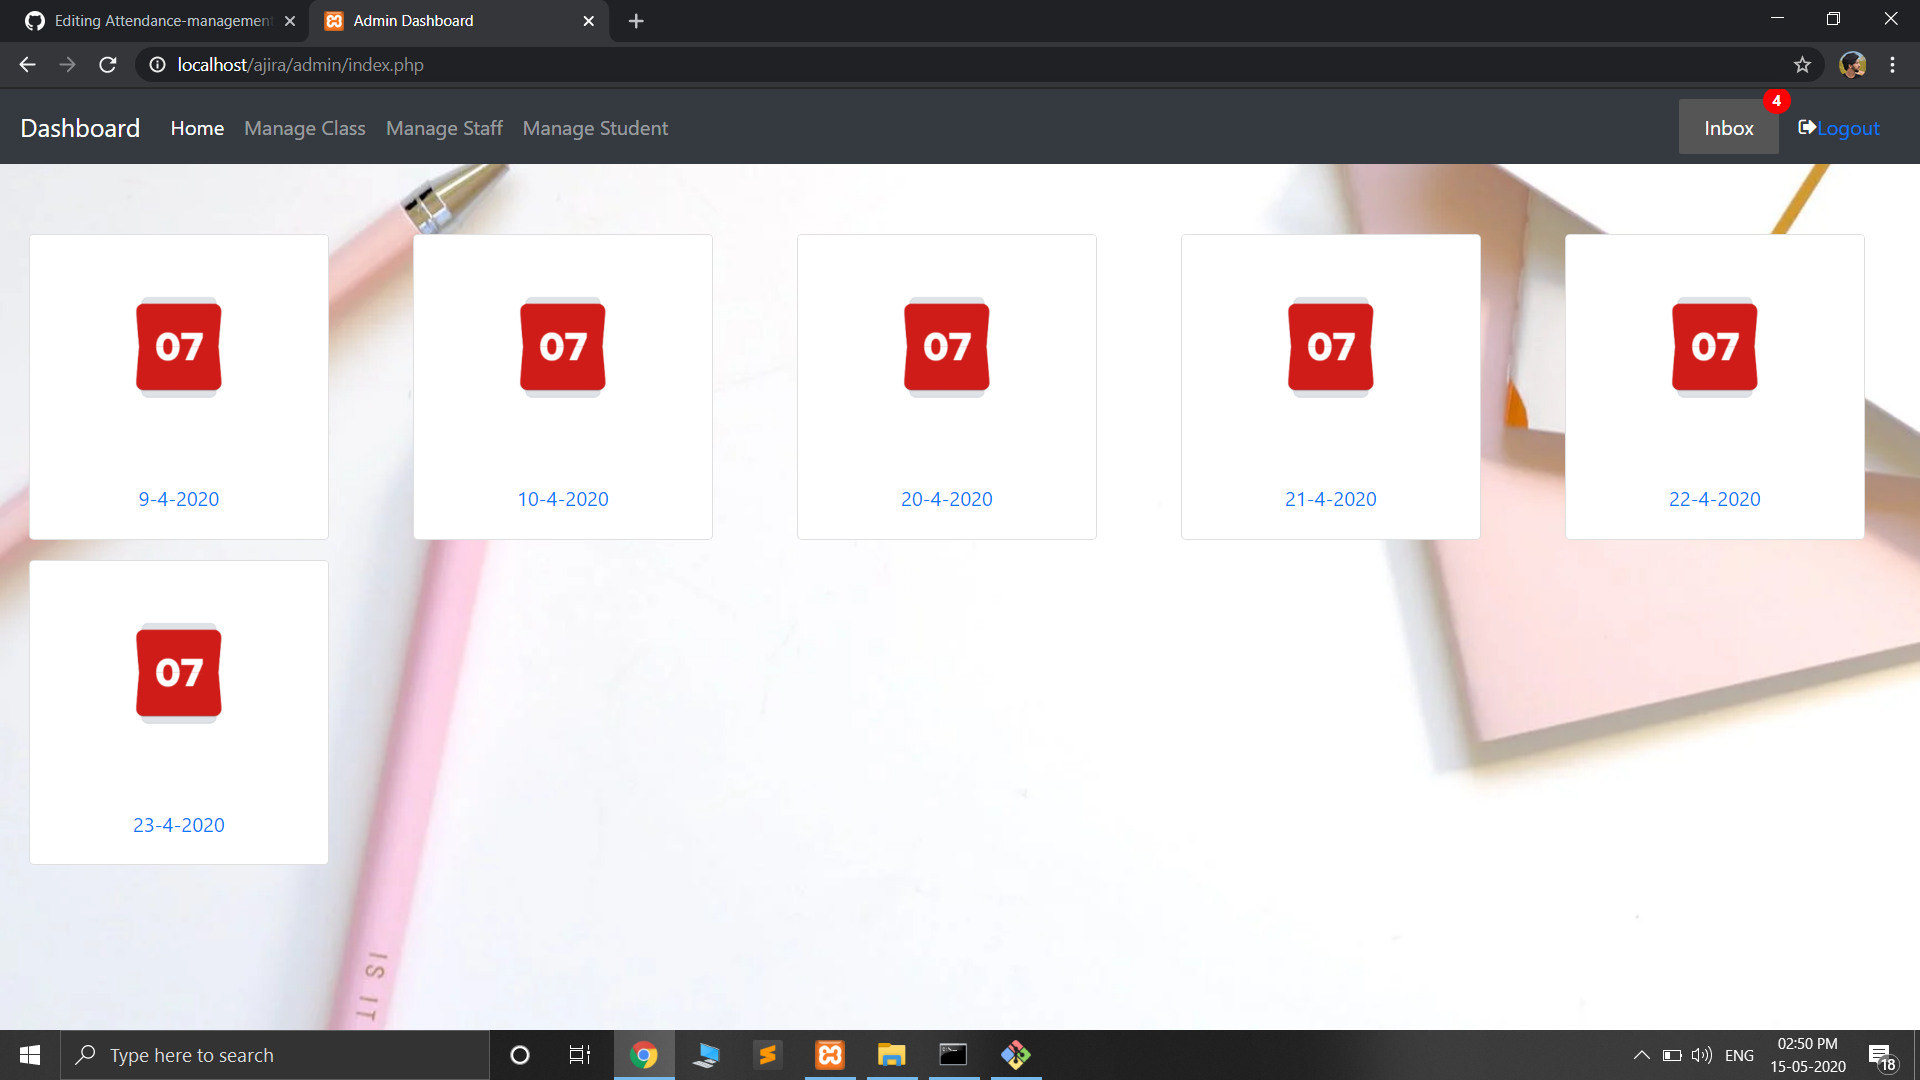 Editing Attendance-management
Admin Dashboard
localhost/ajira/admin/index.php
Dashboard
Home
Manage Class
Manage Staff
Manage Student
Inbox
4
Logout
07
07
07
07
07
9-4-2020
10-4-2020
20-4-2020
21-4-2020
22-4-2020
07
23-4-2020
IS IT
Type here to search
ENG
02:50 PM
15-05-2020
18